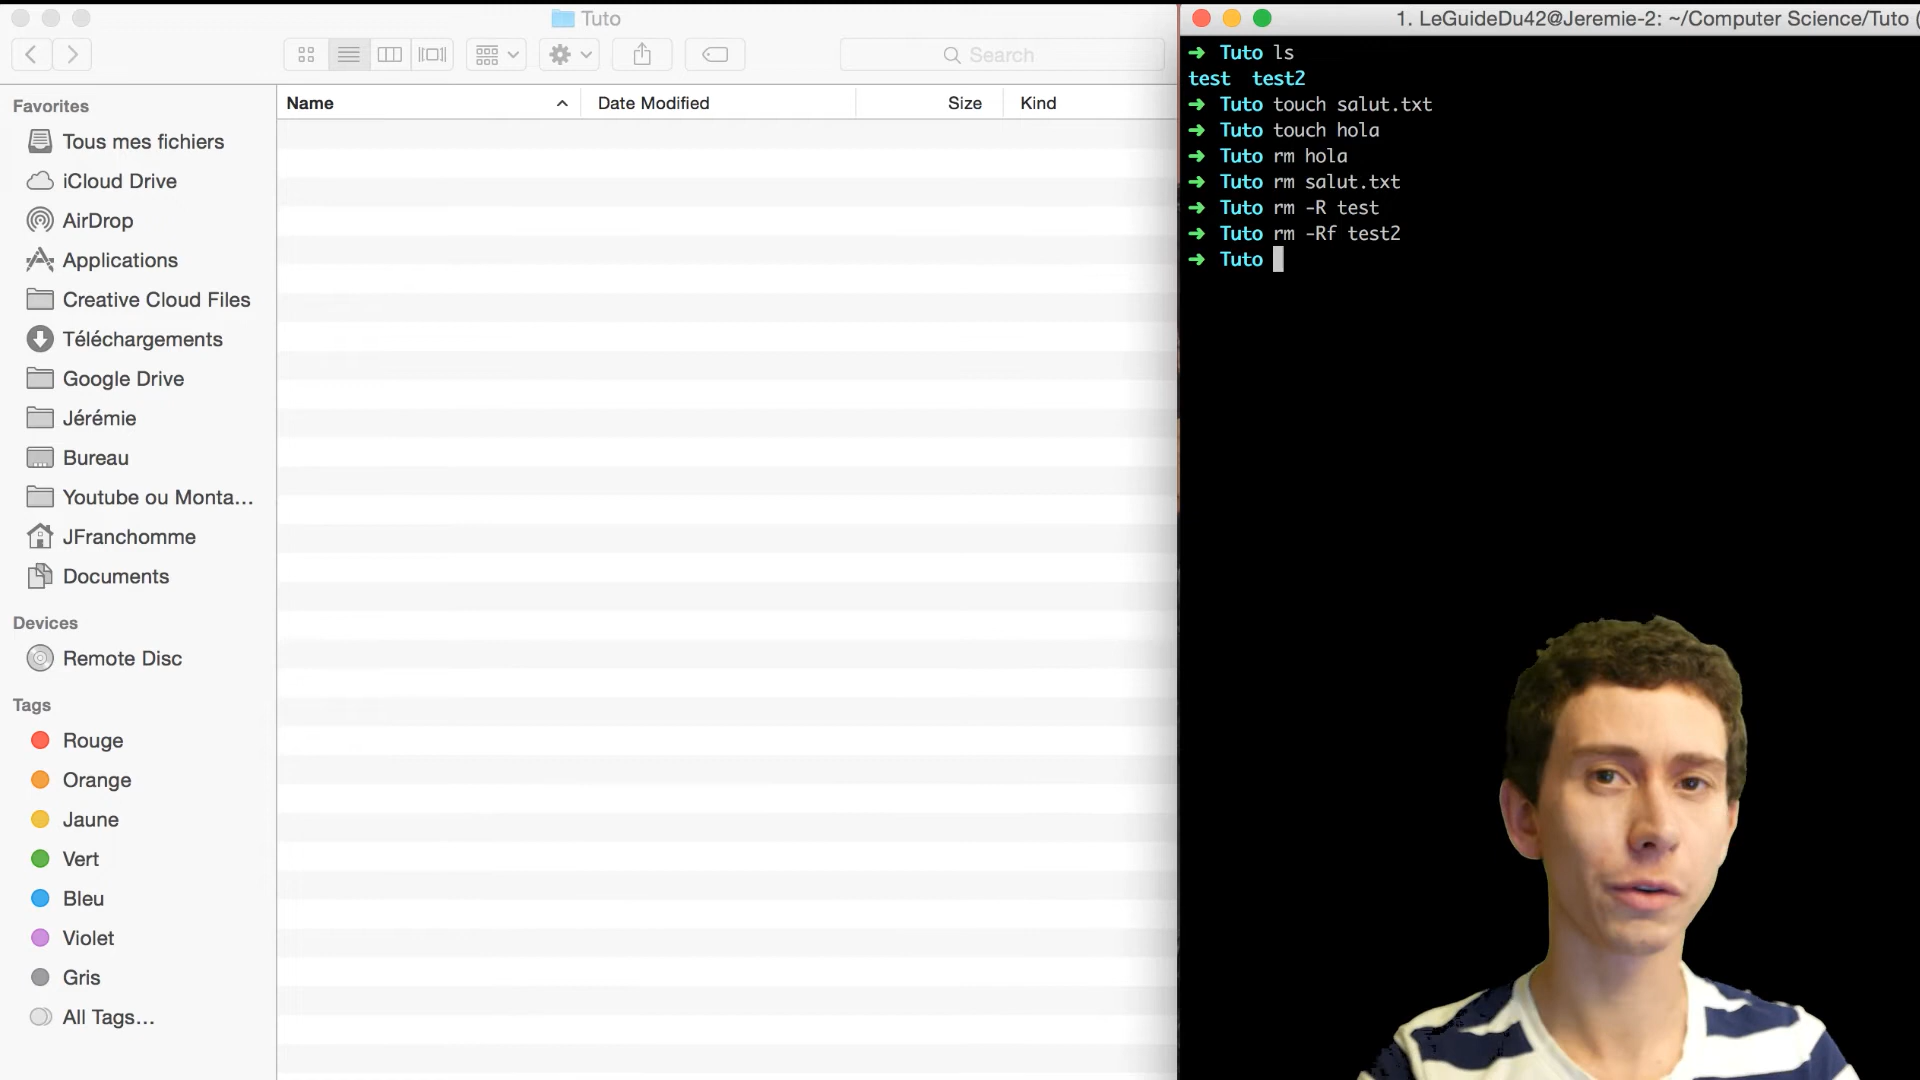 Tuto
Search
Favorites
Tous mes fichiers
iCloud Drive
AirDrop
Applications
Creative Cloud Files
Téléchargements
Google Drive
Jérémie
Bureau
Youtube ou Monta...
JFranchomme
Documents
Devices
Remote Disc
Tags
Rouge
Orange
Jaune
Vert
Bleu
Violet
Gris
All Tags...
Name Date Modified Size Kind
1. LeGuideDu42@Jeremie-2: ~/Computer Science/Tuto (
➜ Tuto ls
test test2
➜ Tuto touch salut.txt
➜ Tuto touch hola
➜ Tuto rm hola
➜ Tuto rm salut.txt
➜ Tuto rm -R test
➜ Tuto rm -Rf test2
➜ Tuto